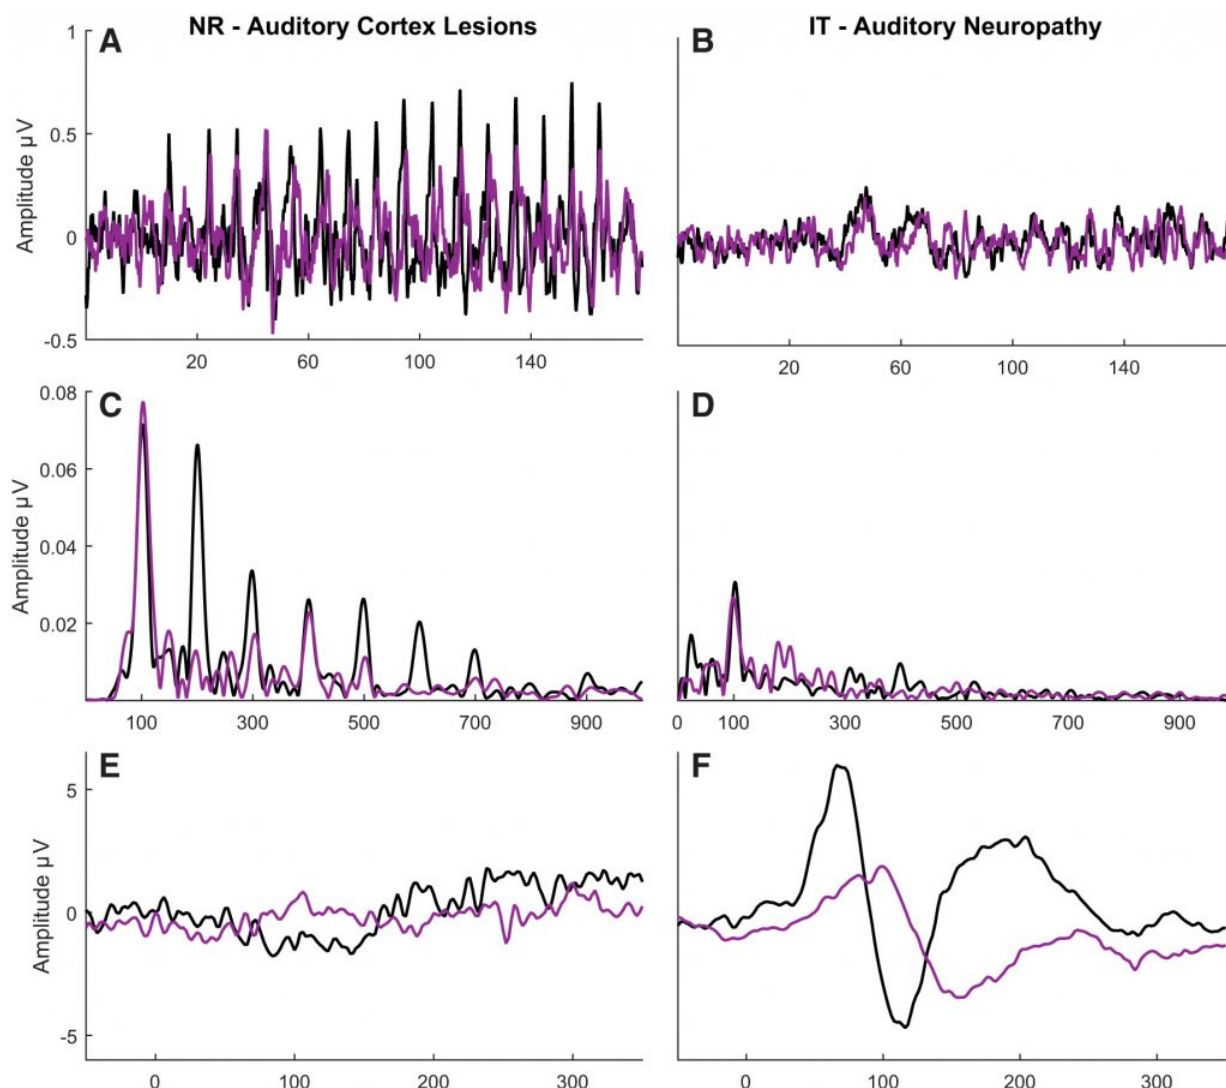 NR - Auditory Cortex Lesions
IT - Auditory Neuropathy
A
B
1
0.5
0
-0.5
Amplitude µV
20 60 100 140
20 60 100 140
C
D
0.08
0.06
0.04
0.02
Amplitude µV
100 300 500 700 900
0 100 300 500 700 900
E
F
5
0
-5
Amplitude µV
0 100 200 300
0 100 200 300